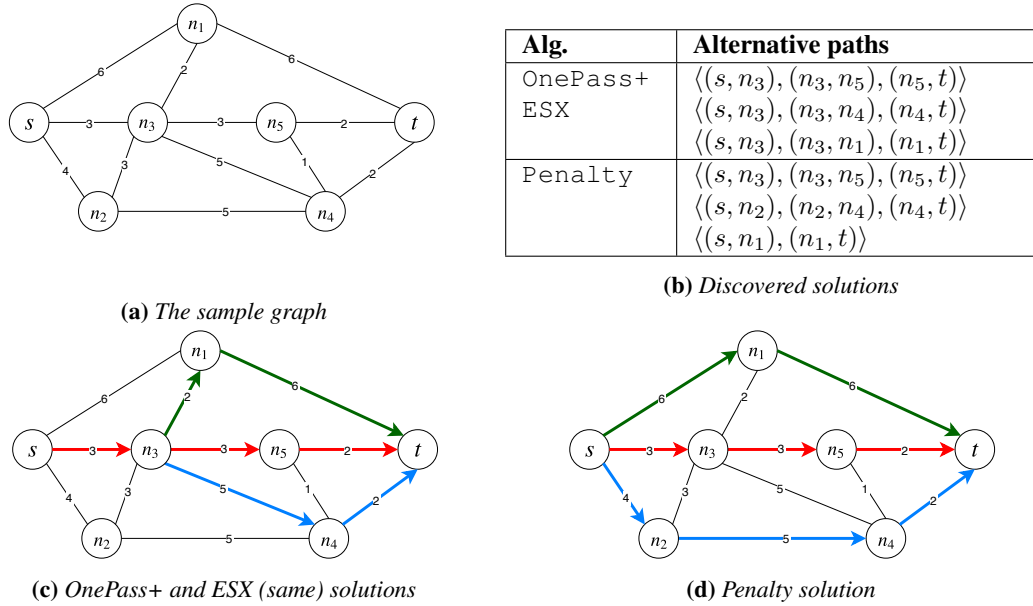 n1
6
6
2
s
3
n3
3
n5
2
t
4
3
5
1
2
n2
5
n4
(a) The sample graph
Alg. Alternative paths
OnePass+ ⟨(s, n3), (n3, n5), (n5, t)⟩
ESX ⟨(s, n3), (n3, n4), (n4, t)⟩
⟨(s, n3), (n3, n1), (n1, t)⟩
Penalty ⟨(s, n3), (n3, n5), (n5, t)⟩
⟨(s, n2), (n2, n4), (n4, t)⟩
⟨(s, n1), (n1, t)⟩
(b) Discovered solutions
n1
6
6
2
s
3
n3
3
n5
2
t
4
3
5
1
2
n2
5
n4
(c) OnePass+ and ESX (same) solutions
n1
6
6
2
s
3
n3
3
n5
2
t
4
3
5
1
2
n2
5
n4
(d) Penalty solution